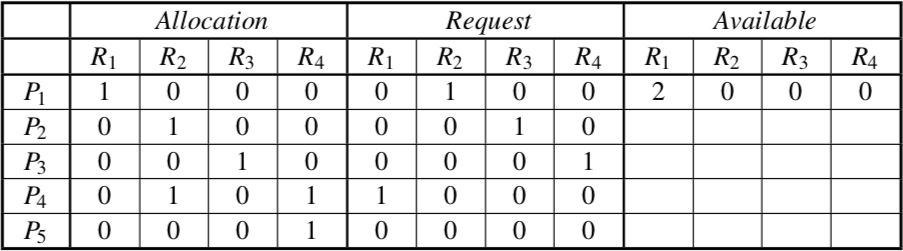 Allocation Request Available
R1 R2 R3 R4 R1 R2 R3 R4 R1 R2 R3 R4
P1 1 0 0 0 0 1 0 0 2 0 0 0
P2 0 1 0 0 0 0 1 0
P3 0 0 1 0 0 0 0 1
P4 0 1 0 1 1 0 0 0
P5 0 0 0 1 0 0 0 0